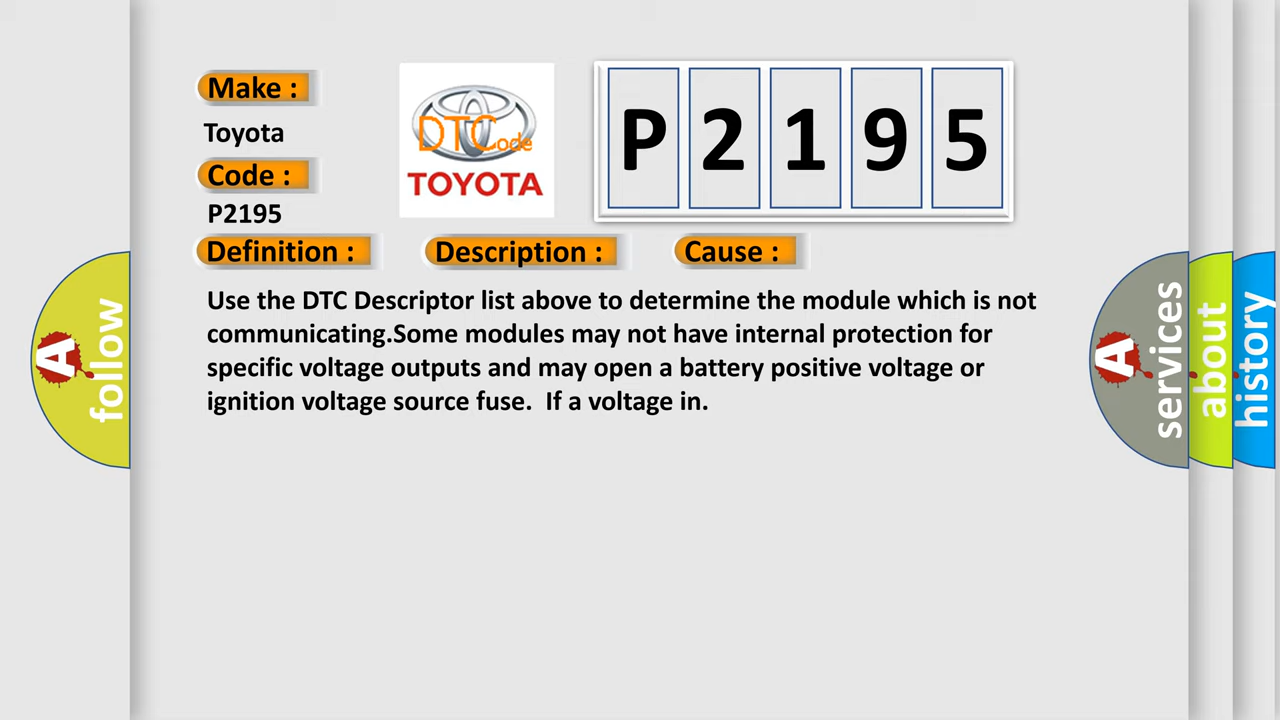 Make :
Toyota
Code :
P2195
DTCode
TOYOTA
P 2 1 9 5
Definition :
Description :
Cause :
Use the DTC Descriptor list above to determine the module which is not
communicatingSome modules may not have internal protection for
specific voltage outputs and may open a battery positive voltage or
ignition voltage source fuse.  If a voltage in.
A
follow
A
services
about
history